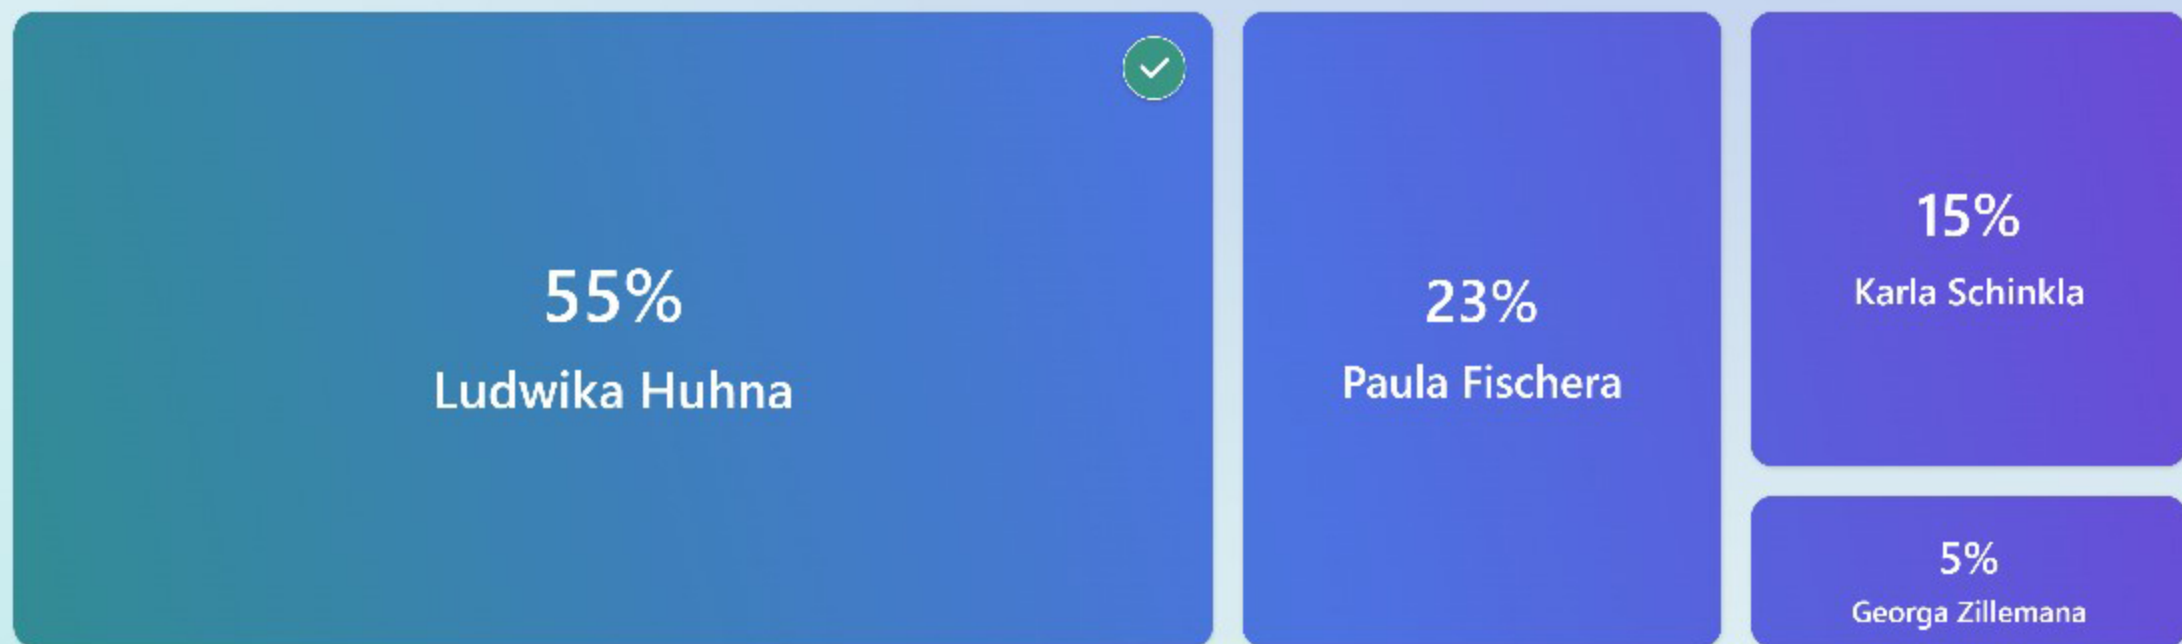 55%
Ludwika Huhna
23%
Paula Fischera
15%
Karla Schinkla
5%
Georga Zillemana